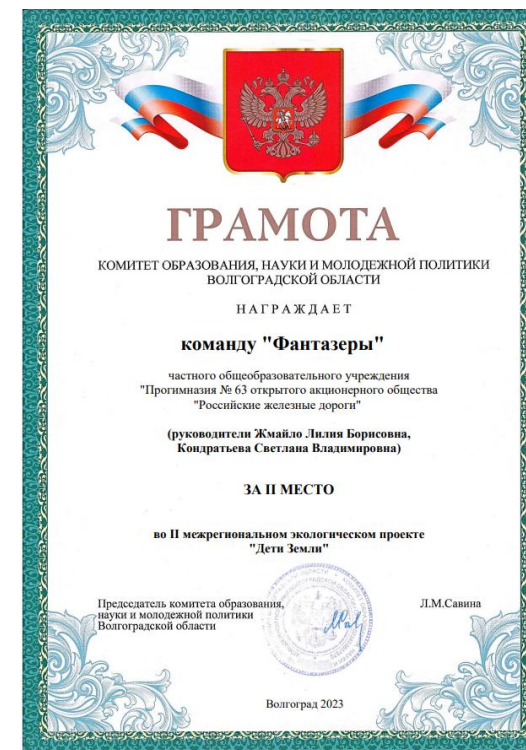 ГРАМОТА
КОМИТЕТ ОБРАЗОВАНИЯ, НАУКИ И МОЛОДЕЖНОЙ ПОЛИТИКИ
ВОЛГОГРАДСКОЙ ОБЛАСТИ
НАГРАЖДАЕТ
команду "Фантазеры"
частного общеобразовательного учреждения
"Прогимназия № 63 открытого акционерного общества
"Российские железные дороги"
(руководители Жмайло Лилия Борисовна,
Кондратьева Светлана Владимировна)
ЗА II МЕСТО
во II межрегиональном экологическом проекте
"Дети Земли"
Председатель комитета образования,
науки и молодежной политики
Волгоградской области
Л.М.Савина
Волгоград 2023